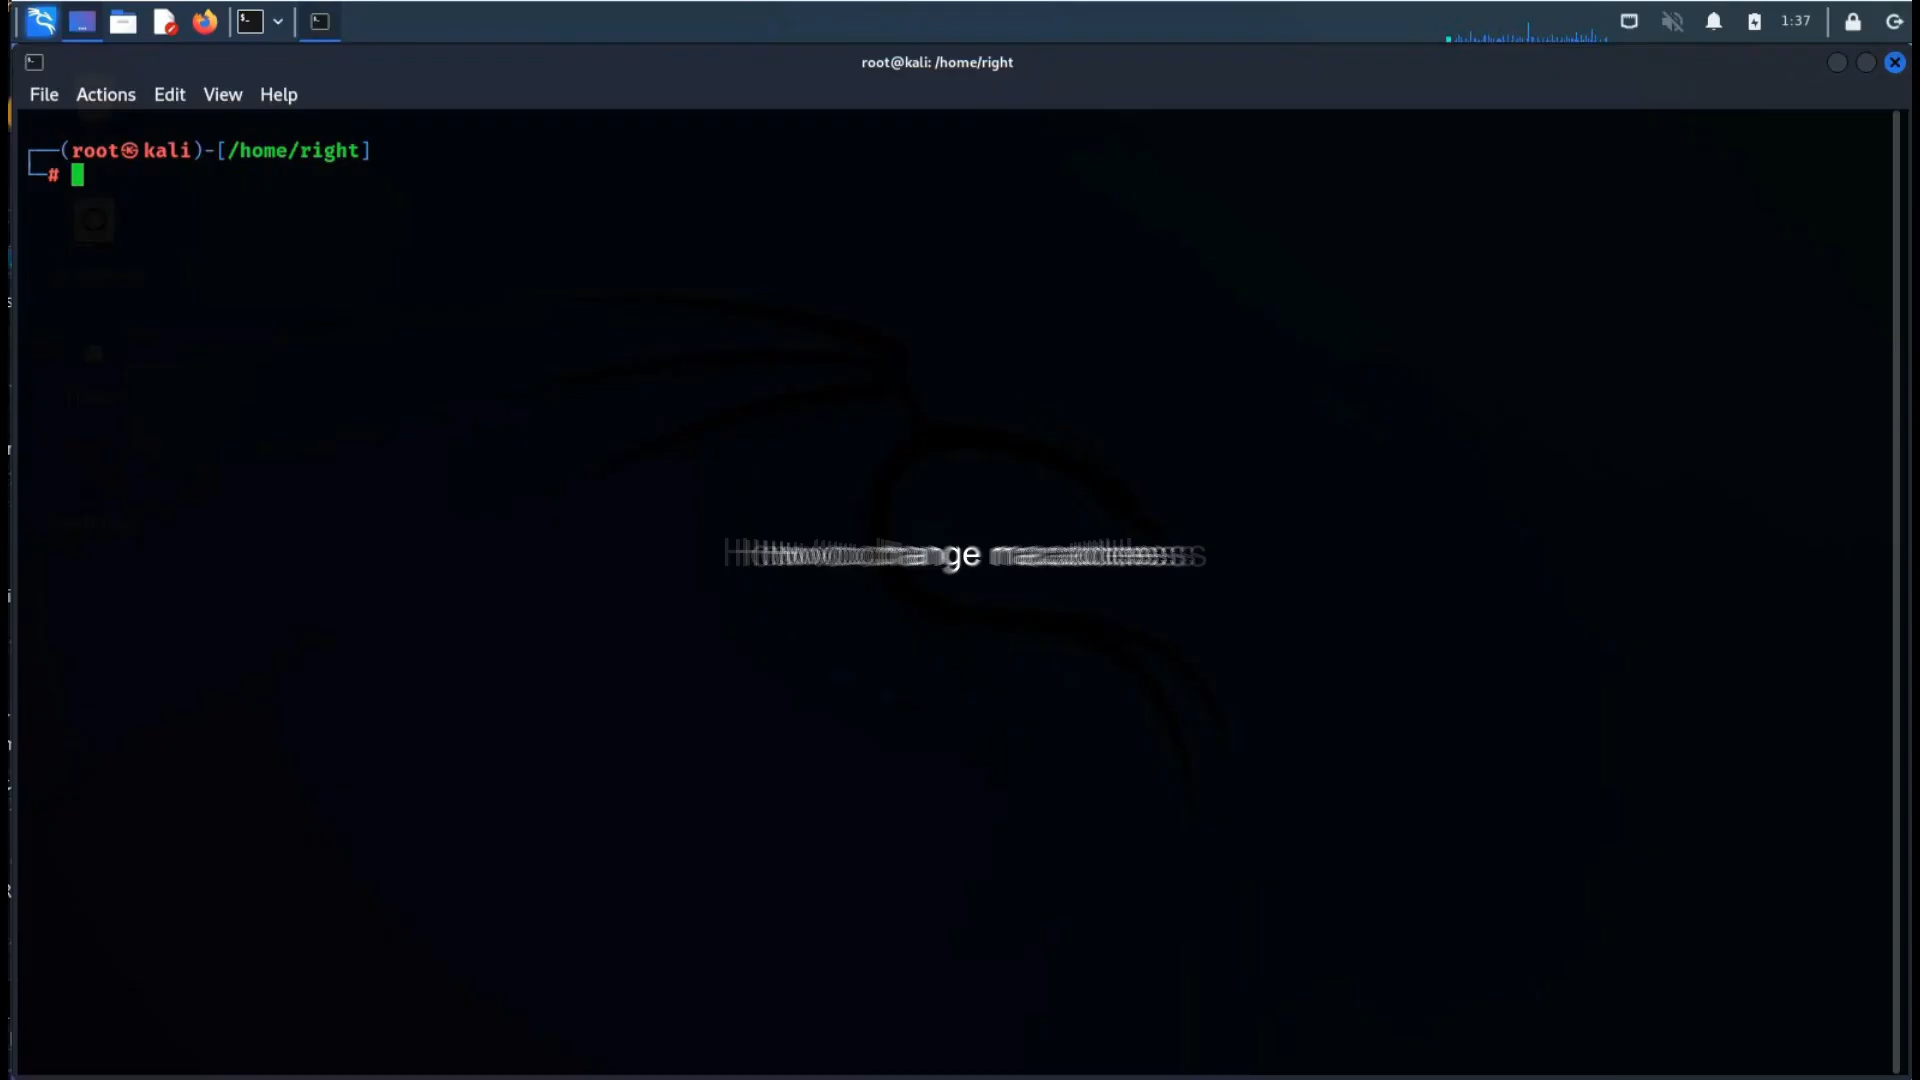 1:37
root@kali: /home/right
File Actions Edit View Help
(root㉿kali)-[/home/right]
#